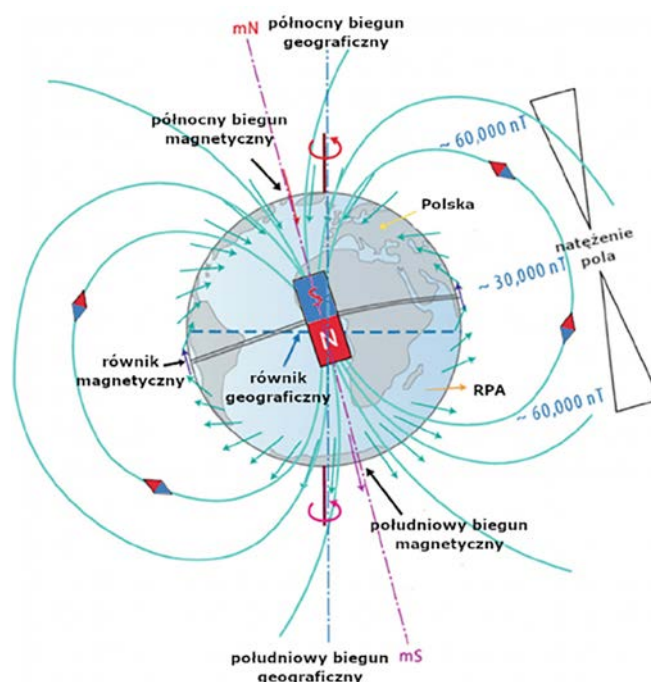 mN
północny biegun
geograficzny
północny biegun
magnetyczny
~ 60,000 nT
Polska
natężenie
pola
~ 30,000 nT
S
N
równik
magnetyczny
równik
geograficzny
RPA
~ 60,000 nT
południowy biegun
magnetyczny
południowy biegun
geograficzny
mS